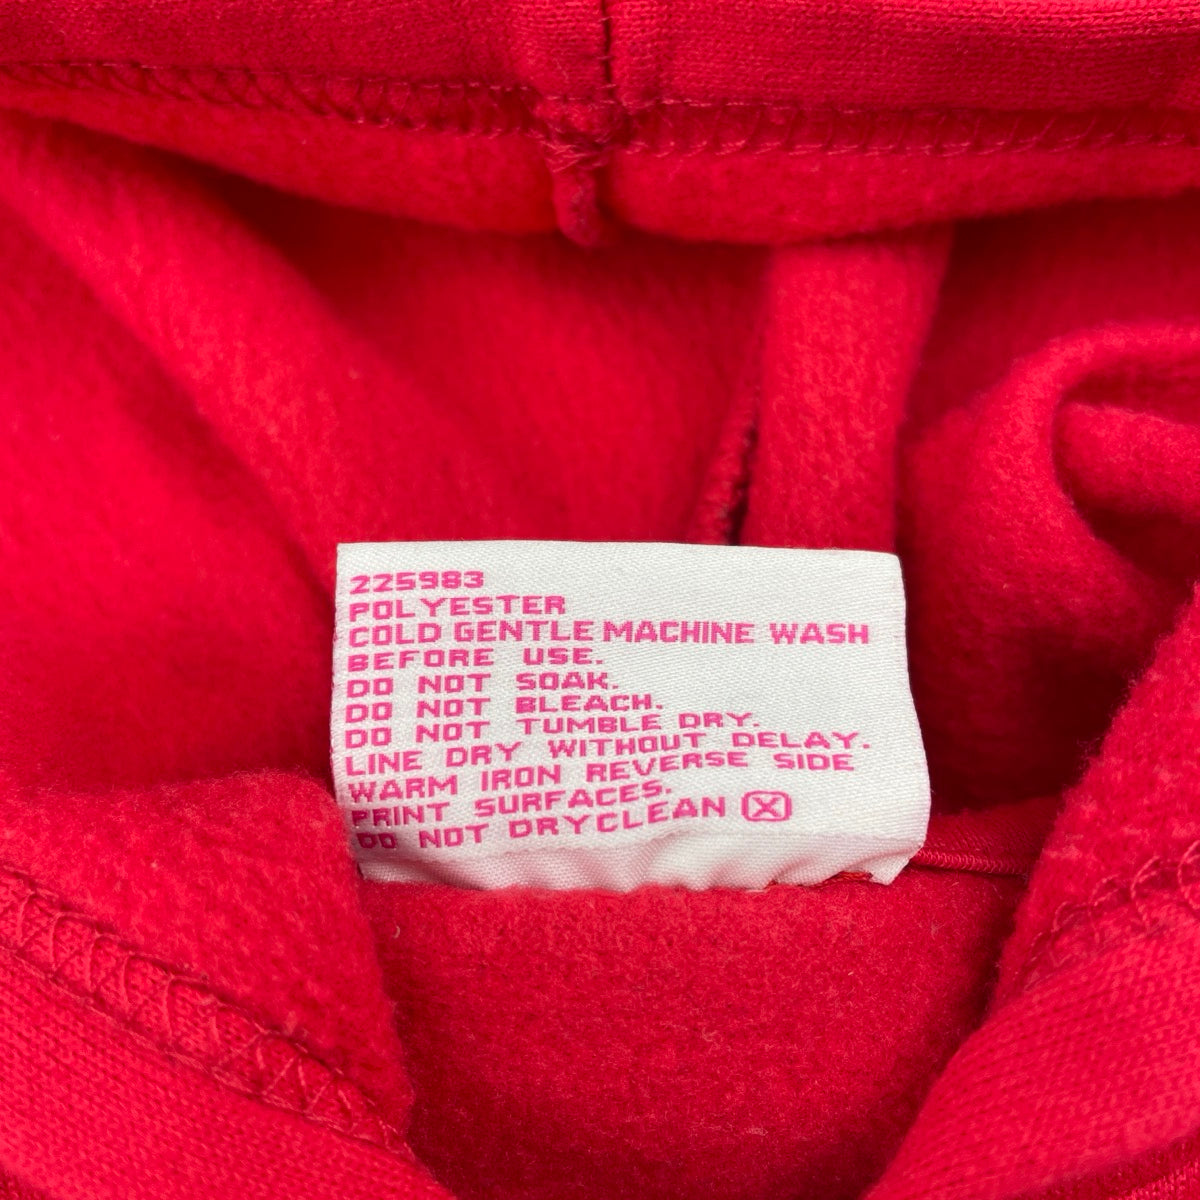 225983
POLYESTER
COLD GENTLE MACHINE WASH
BEFORE USE.
DO NOT SOAK.
DO NOT BLEACH.
DO NOT TUMBLE DRY.
LINE DRY WITHOUT DELAY.
WARM IRON REVERSE SIDE
PRINT SURFACES.
DO NOT DRYCLEAN X